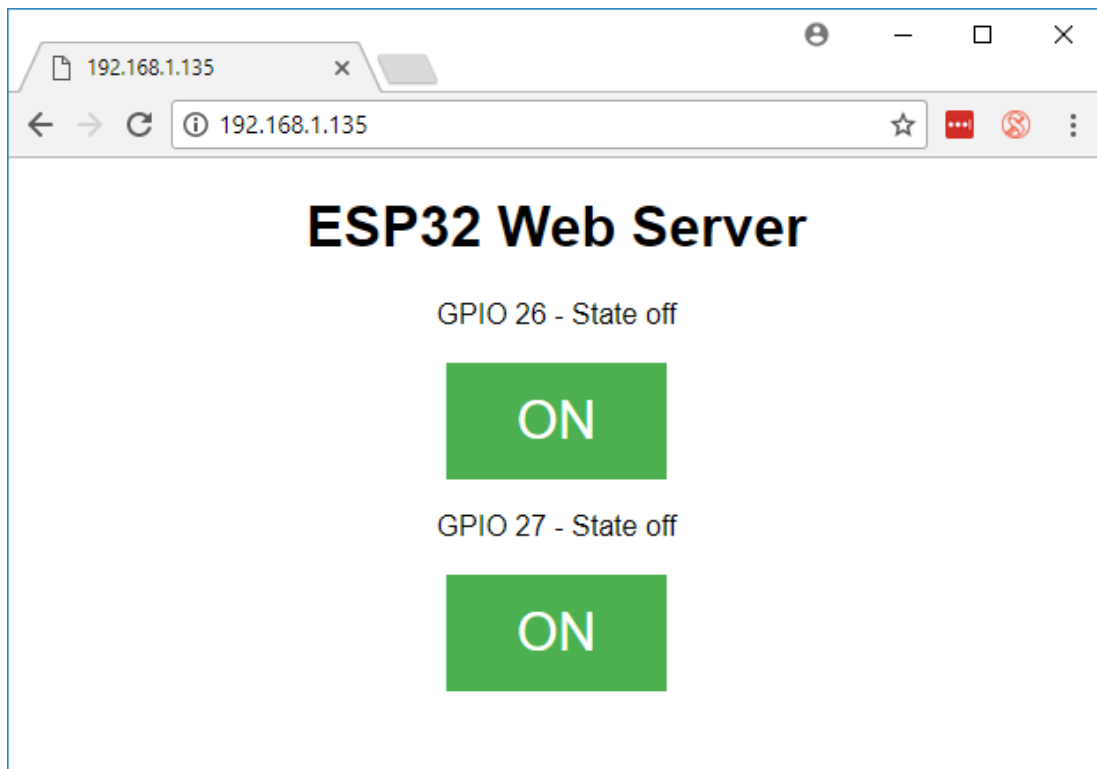 192.168.1.135
192.168.1.135
ESP32 Web Server
GPIO 26 - State off
ON
GPIO 27 - State off
ON